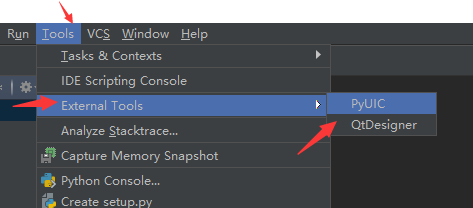 Run Tools VCS Window Help
Tasks & Contexts
IDE Scripting Console
External Tools
PyUIC
QtDesigner
Analyze Stacktrace...
Capture Memory Snapshot
Python Console...
Create setup.py